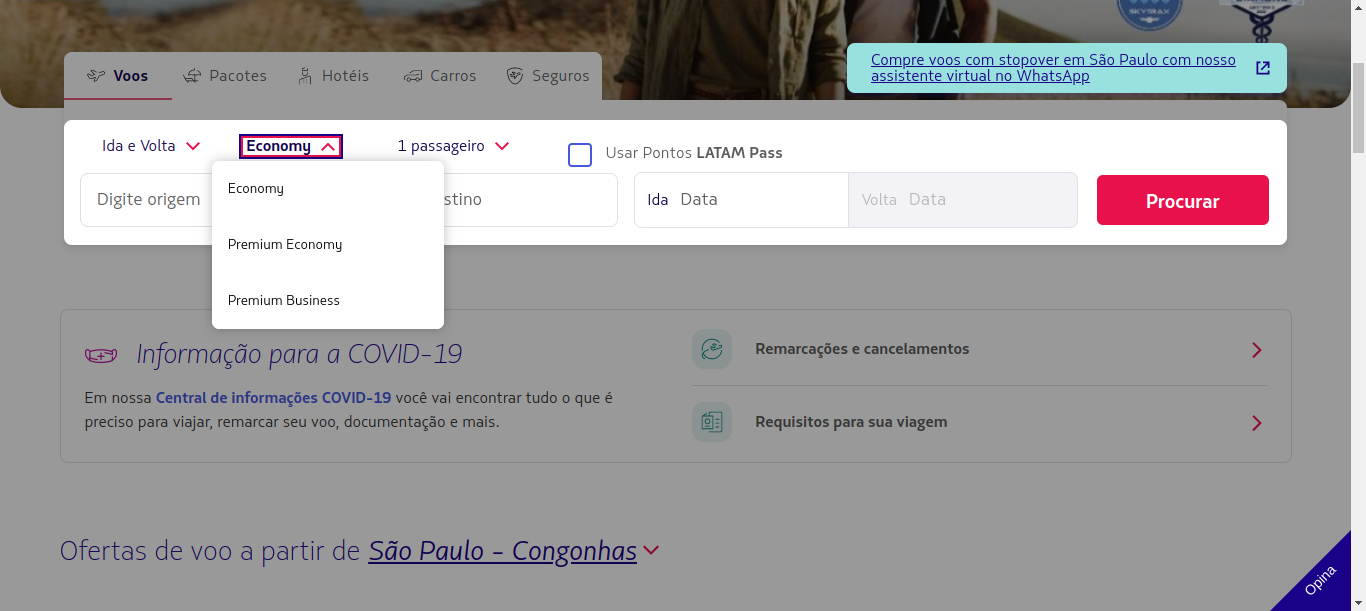 SKYTRAX
Voos
Pacotes
Hotéis
Carros
Seguros
Compre voos com stopover em São Paulo com nosso
assistente virtual no WhatsApp
Ida e Volta
Economy
1 passageiro
Usar Pontos LATAM Pass
Digite origem
Ida Data
Volta Data
Procurar
Economy
Premium Economy
Premium Business
Informação para a COVID-19
Em nossa Central de informações COVID-19 você vai encontrar tudo o que é
preciso para viajar, remarcar seu voo, documentação e mais.
Remarcações e cancelamentos
Requisitos para sua viagem
Ofertas de voo a partir de São Paulo - Congonhas
Opina